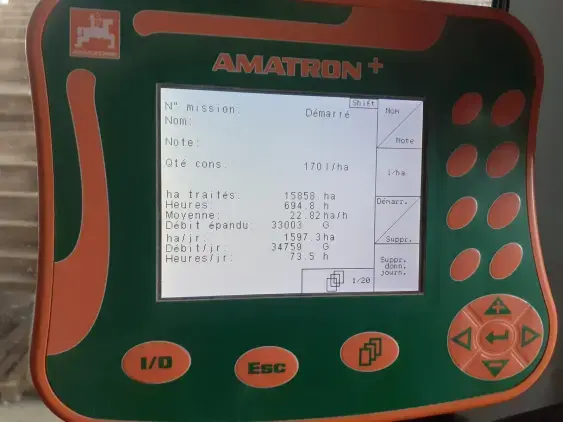 AMAZONE
AMATRON+
Shift
N° mission:
Démarré
Nom:
Note:
Qté cons. 170 l/ha
ha traités: 15858 ha
Heures 694.8 h
Moyenne: 22.82 ha/h
Débit épandu: 33003 G
ha/jr: 1597.3 ha
Débit/jr: 34759 G
Heures/jr: 73.5 h
1/20
Nom
Note
l/ha
Démarr.
Suppr.
Suppr.
donn.
journ.
I/O
Esc